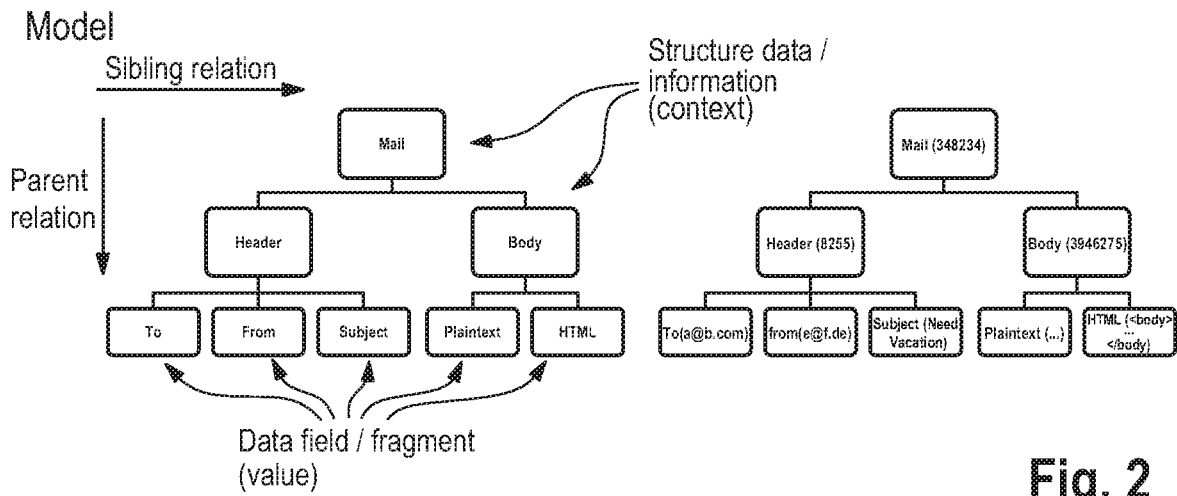 Model
Sibling relation
Structure data /
information
(context)
Parent
relation
Mail
Header
Body
To
From
Subject
Plaintext
HTML
Data field / fragment
(value)
Mail (348234)
Header (8255)
Body (3946275)
To(a@b.com)
from(e@f.de)
Subject (Need
Vacation)
Plaintext (...)
HTML (<body>
...
</body)
Fig. 2